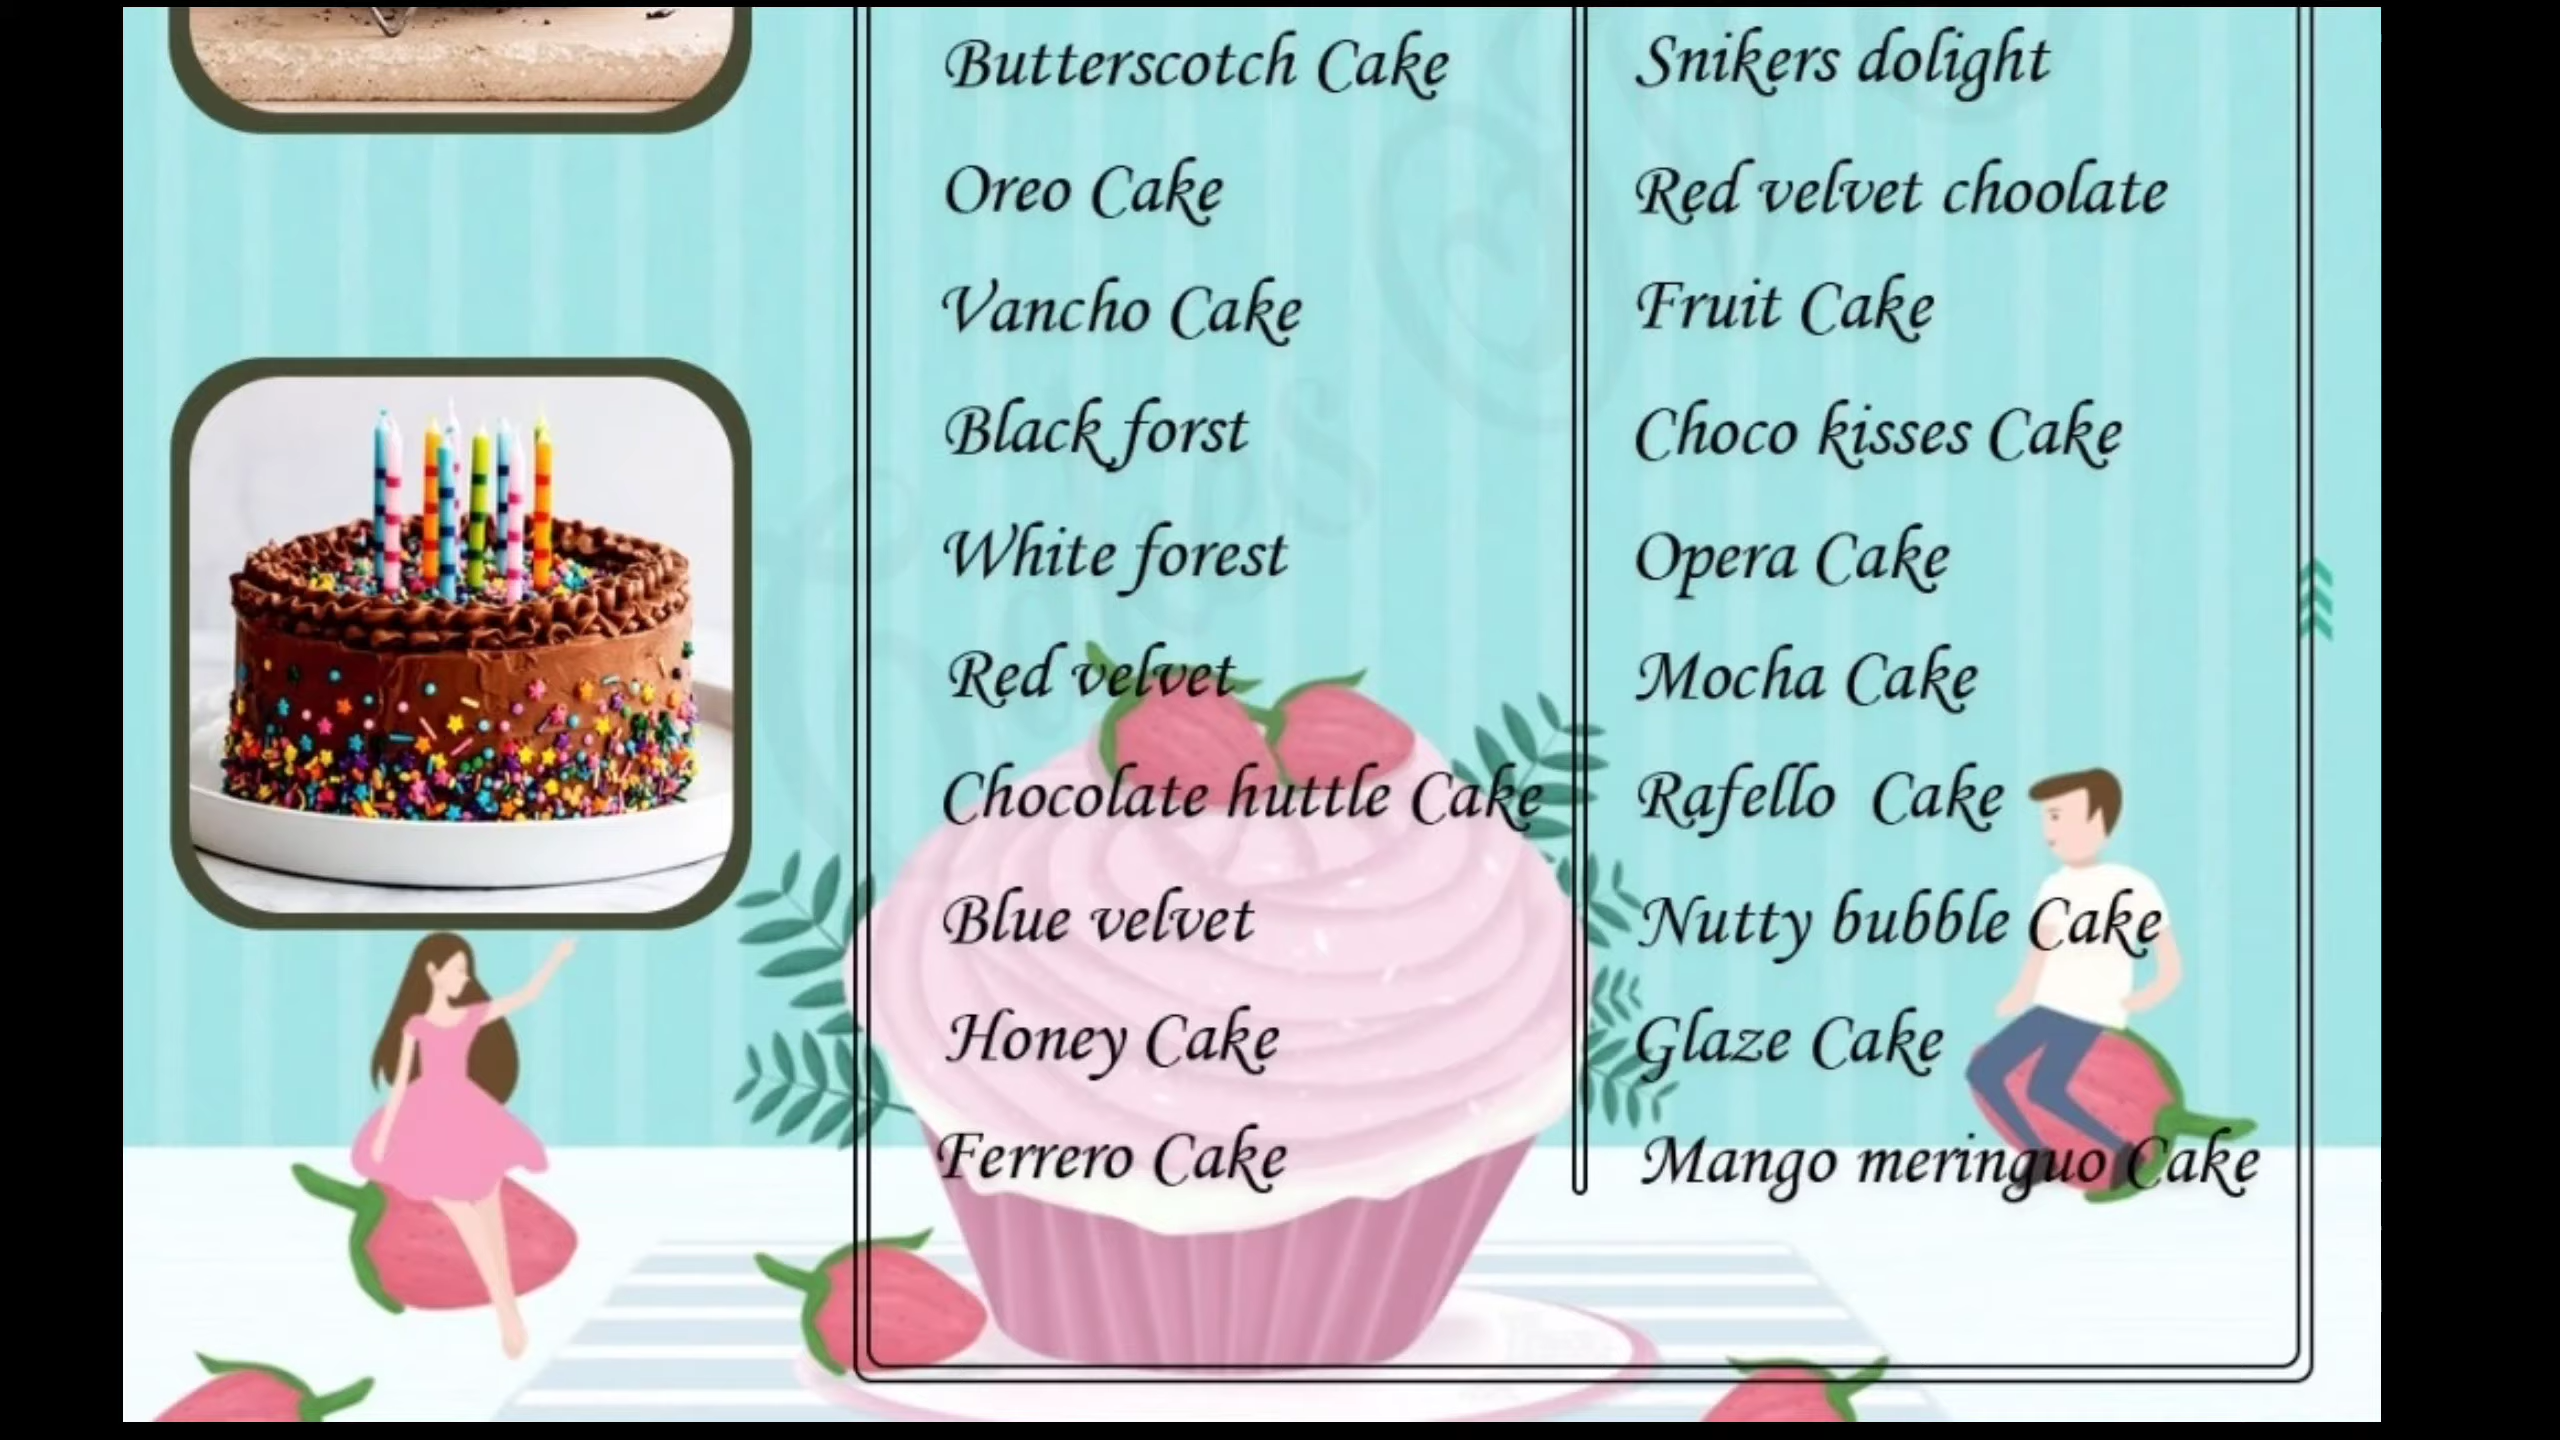 Butterscotch Cake
Oreo Cake
Vancho Cake
Black forst
White forest
Red velvet
Chocolate huttle Cake
Blue velvet
Honey Cake
Ferrero Cake
Snikers dolight
Red velvet choolate
Fruit Cake
Choco kisses Cake
Opera Cake
Mocha Cake
Rafello Cake
Nutty bubble Cake
Glaze Cake
Mango meringuo Cake